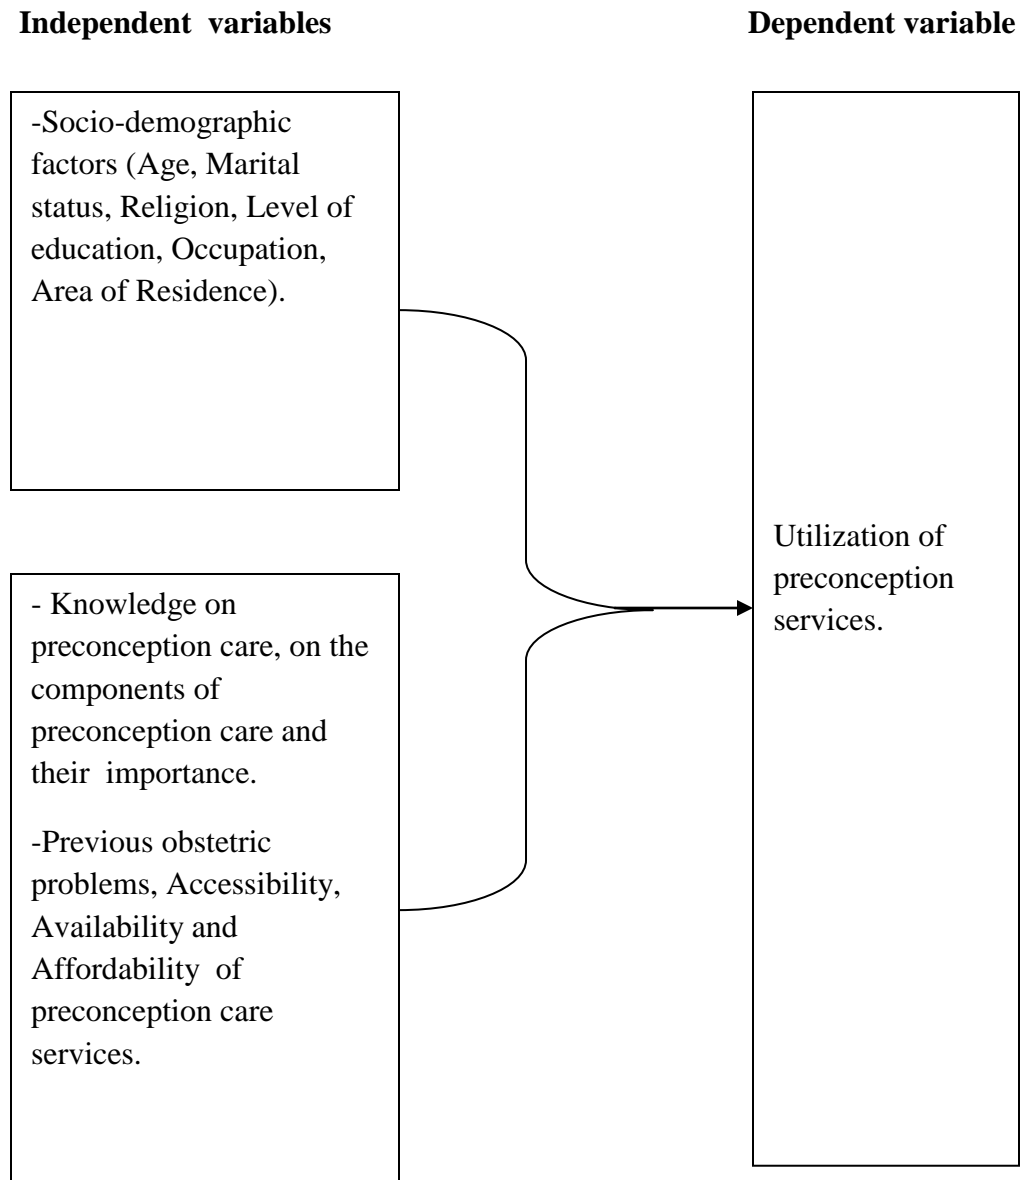 Independent  variables
Dependent variable
-Socio-demographic
factors (Age, Marital
status, Religion, Level of
education, Occupation,
Area of Residence).
- Knowledge on
preconception care, on the
components of
preconception care and
their  importance.
-Previous obstetric
problems, Accessibility,
Availability and
Affordability  of
preconception care
services.
Utilization of
preconception
services.